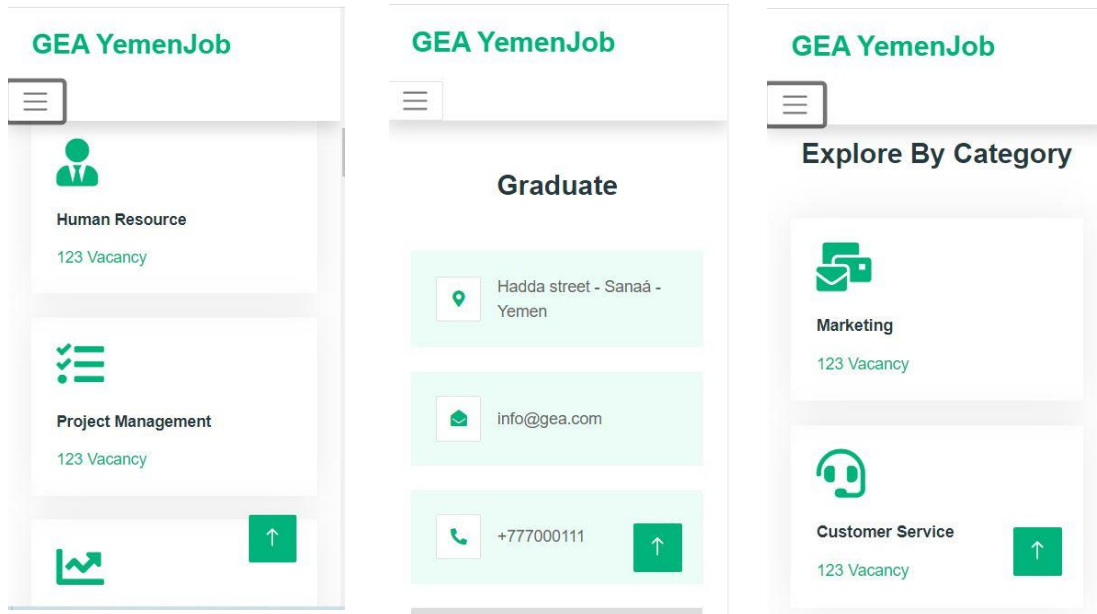 GEA YemenJob
Human Resource
123 Vacancy
Project Management
123 Vacancy
GEA YemenJob
Graduate
Hadda street - Sanaá -
Yemen
info@gea.com
+777000111
GEA YemenJob
Explore By Category
Marketing
123 Vacancy
Customer Service
123 Vacancy